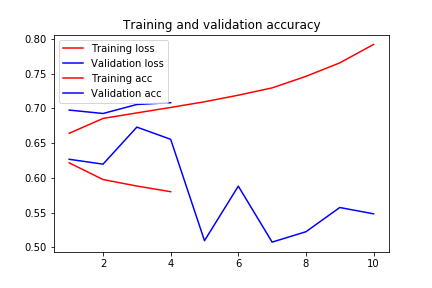 Training and validation accuracy
Training loss
Validation loss
Training acc
Validation acc
0.80
0.75
0.70
0.65
0.60
0.55
0.50
2 4 6 8 10